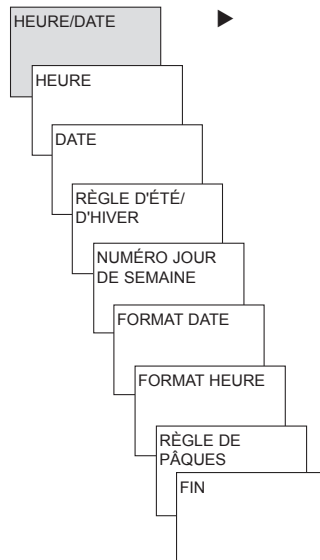 HEURE/DATE
HEURE
DATE
RÈGLE D'ÉTÉ/
D'HIVER
NUMÉRO JOUR
DE SEMAINE
FORMAT DATE
FORMAT HEURE
RÈGLE DE
PÂQUES
FIN